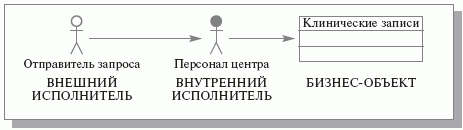 Клинические записи
Отправитель запроса
Персонал центра
ВНЕШНИЙ
ИСПОЛНИТЕЛЬ
ВНУТРЕННИЙ
ИСПОЛНИТЕЛЬ
БИЗНЕС-ОБЪЕКТ